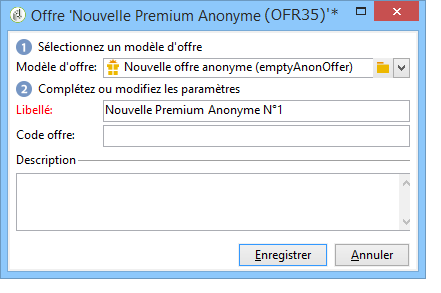 Offre 'Nouvelle Premium Anonyme (OFR35)'*
1 Sélectionnez un modèle d'offre
Modèle d'offre: Nouvelle offre anonyme (emptyAnonOffer)
2 Complétez ou modifiez les paramètres
Libellé: Nouvelle Premium Anonyme N°1
Code offre:
Description
Enregistrer Annuler